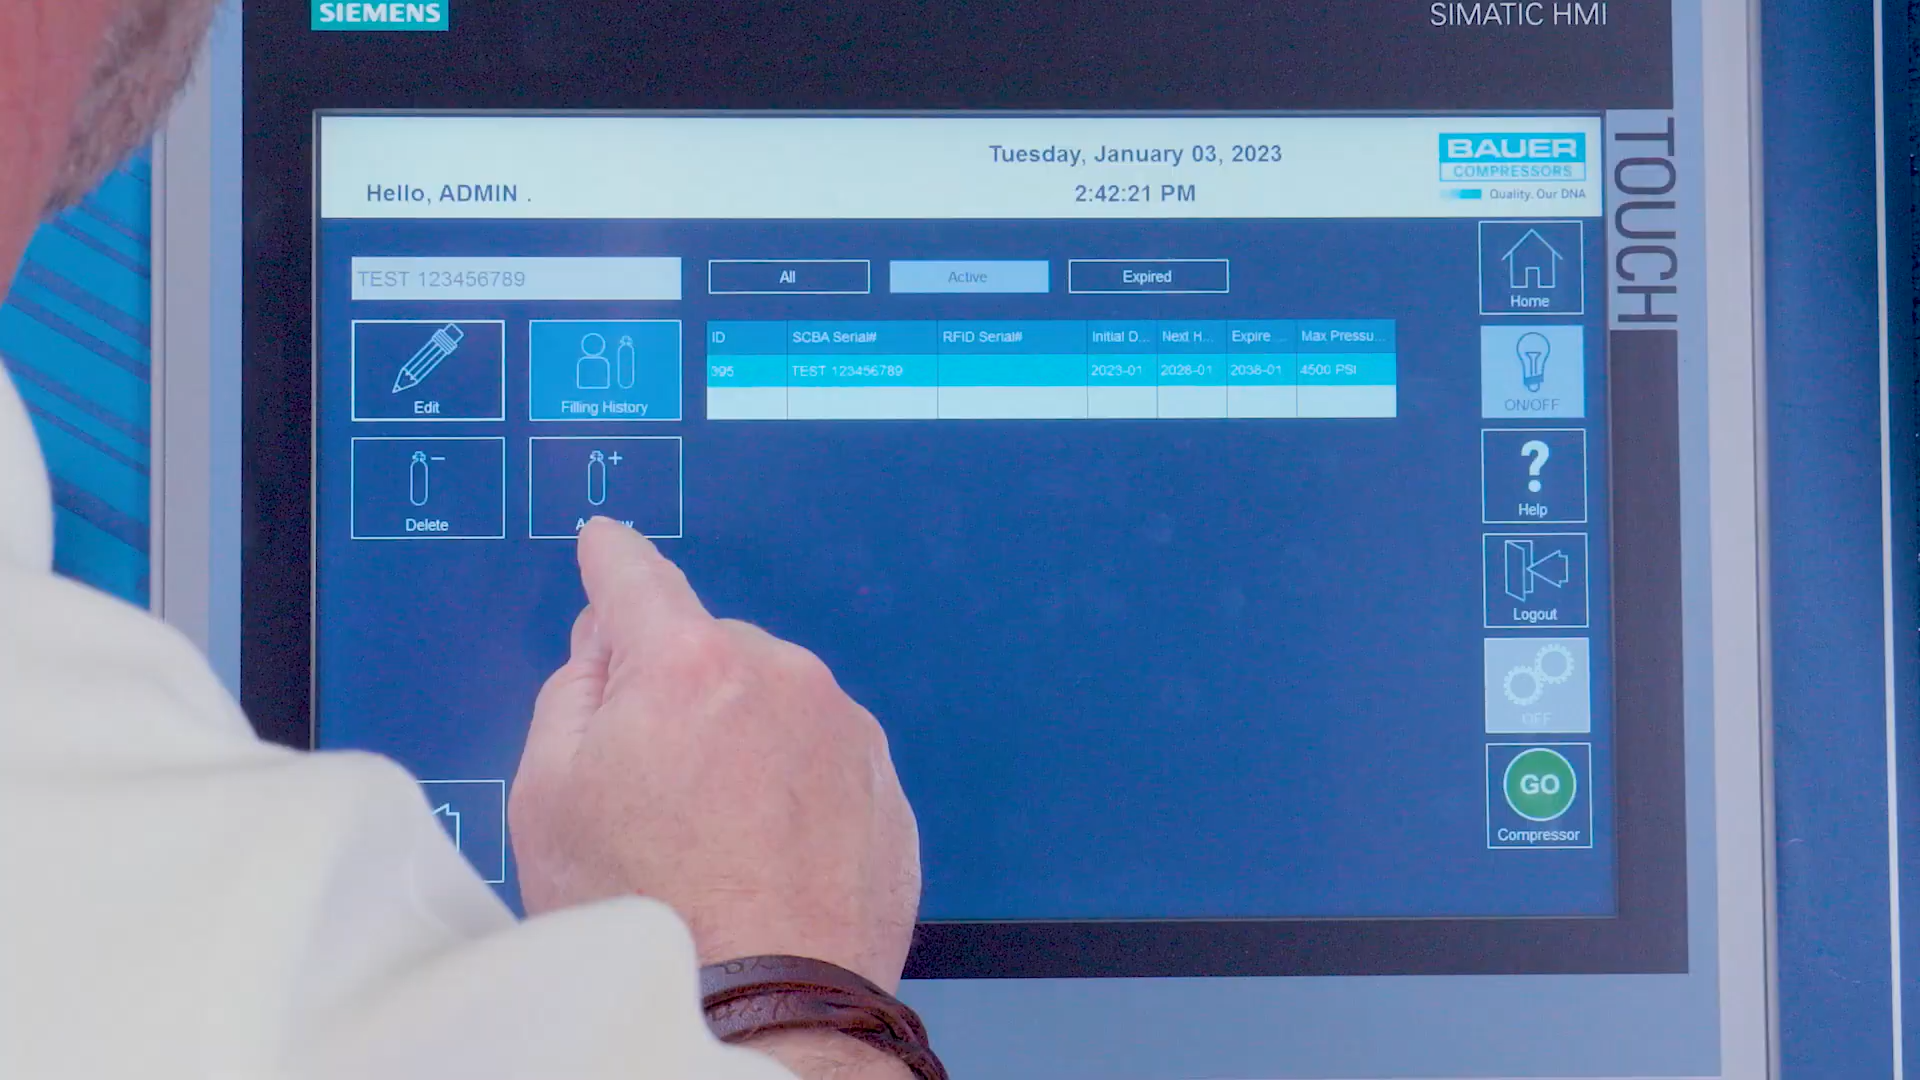 SIEMENS
SIMATIC HMI
TOUCH
Tuesday, January 03, 2023
Hello, ADMIN .
2:42:21 PM
BAUER
COMPRESSORS
Quality. Our DNA
TEST 123456789
All
Active
Expired
Home
ID
SCBA Serial#
RFID Serial#
Initial D...
Next H...
Expire ...
Max Pressu...
395
TEST 123456789
2023-01
2028-01
2038-01
4500 PSI
Edit
Filling History
ON/OFF
Delete
Help
Logout
OFF
GO
Compressor